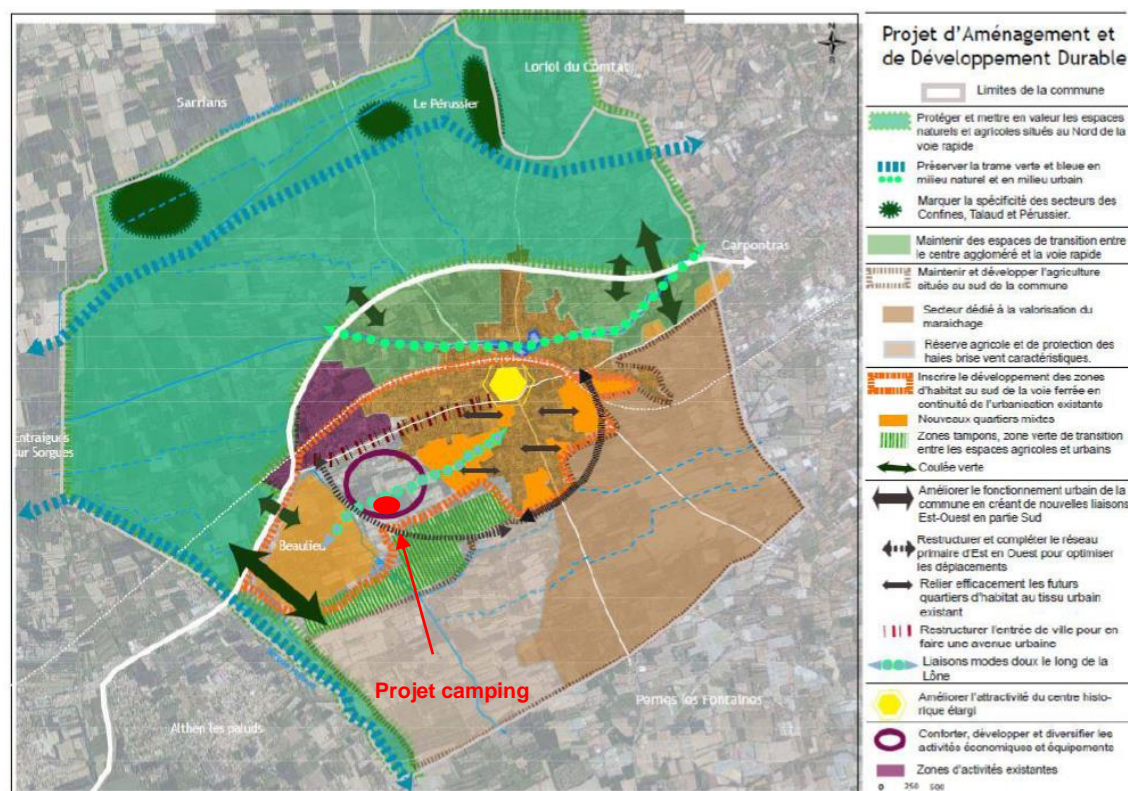 Projet d'Aménagement et
de Développement Durable
Limites de la commune
Protéger et mettre en valeur les espaces
naturels et agricoles situés au Nord de la
voie rapide
Préserver la trame verte et bleue en
milieu naturel et en milieu urbain
Marquer la spécificité des secteurs des
Confines, Talaud et Pérussier.
Maintenir des espaces de transition entre
le centre aggloméré et la voie rapide
Maintenir et développer l'agriculture
située au sud de la commune
Secteur dédié à la valorisation du
maraichage
Réserve agricole et de protection des
haies brise vent caractéristiques.
Inscrire le développement des zones
d'habitat au sud de la voie ferrée en
continuité de l'urbanisation existante
Nouveaux quartiers mixtes
Zones tampons, zone verte de transition
entre les espaces agricoles et urbains
Coulée verte
Améliorer le fonctionnement urbain de la
commune en créant de nouvelles liaisons
Est-Ouest en partie Sud
Restructurer et compléter le réseau
primaire d'Est en Ouest pour optimiser
les déplacements
Relier efficacement les futurs
quartiers d'habitat au tissu urbain
existant
Restructurer l'entrée de ville pour en
faire une avenue urbaine
Liaisons modes doux le long de la
Lône
Améliorer l'attractivité du centre histo-
rique élargi
Conforter, développer et diversifier les
activités économiques et équipements
Zones d'activités existantes
0 250 500
N
Loriol du Comtat
Sarrians
Le Pérussier
Carpentras
Entraigues
sur Sorgues
Beaulieu
Projet camping
Pernes les Fontaines
Althen les paluds